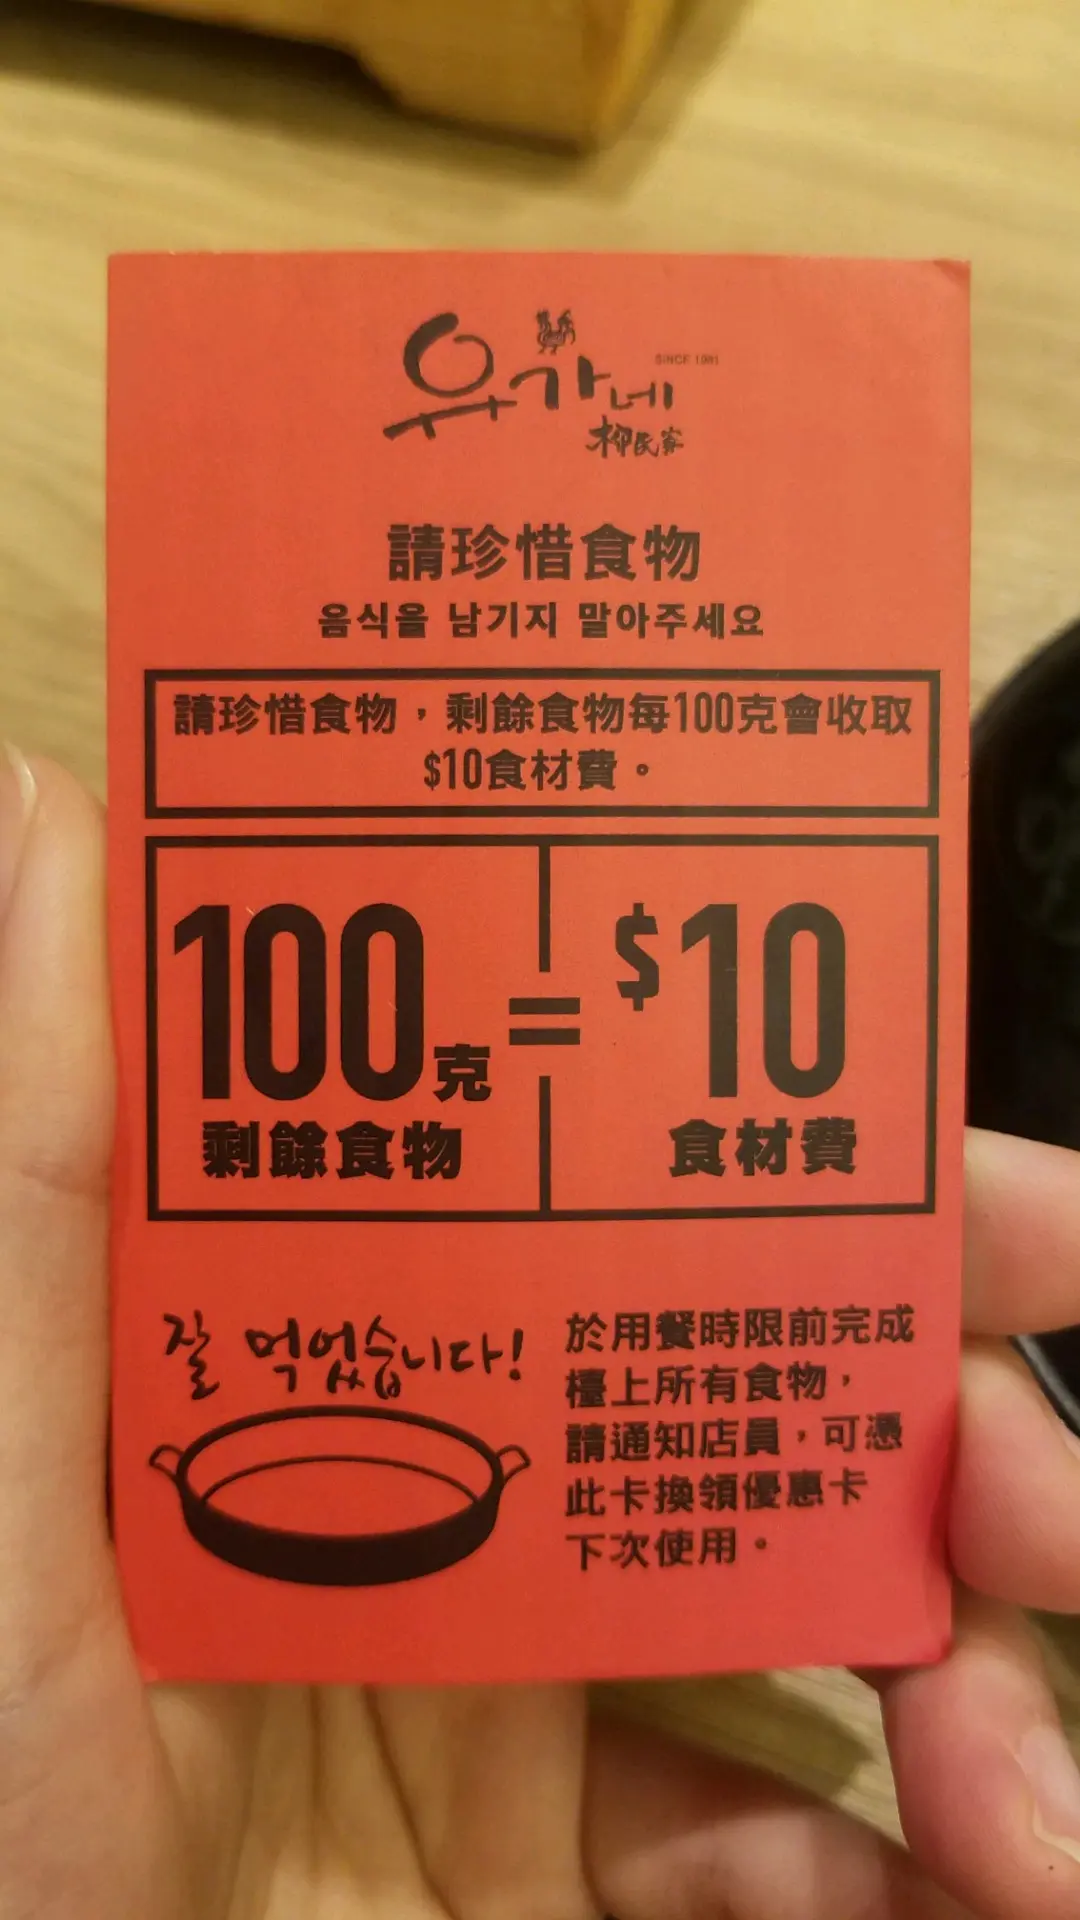 유가네
SINCE 1981
柳氏家
請珍惜食物
음식을 남기지 말아주세요
請珍惜食物，剩餘食物每100克會收取
$10食材費。
100克 = $10
剩餘食物 食材費
잘 먹었습니다!
於用餐時限前完成
檯上所有食物，
請通知店員，可憑
此卡換領優惠卡
下次使用。